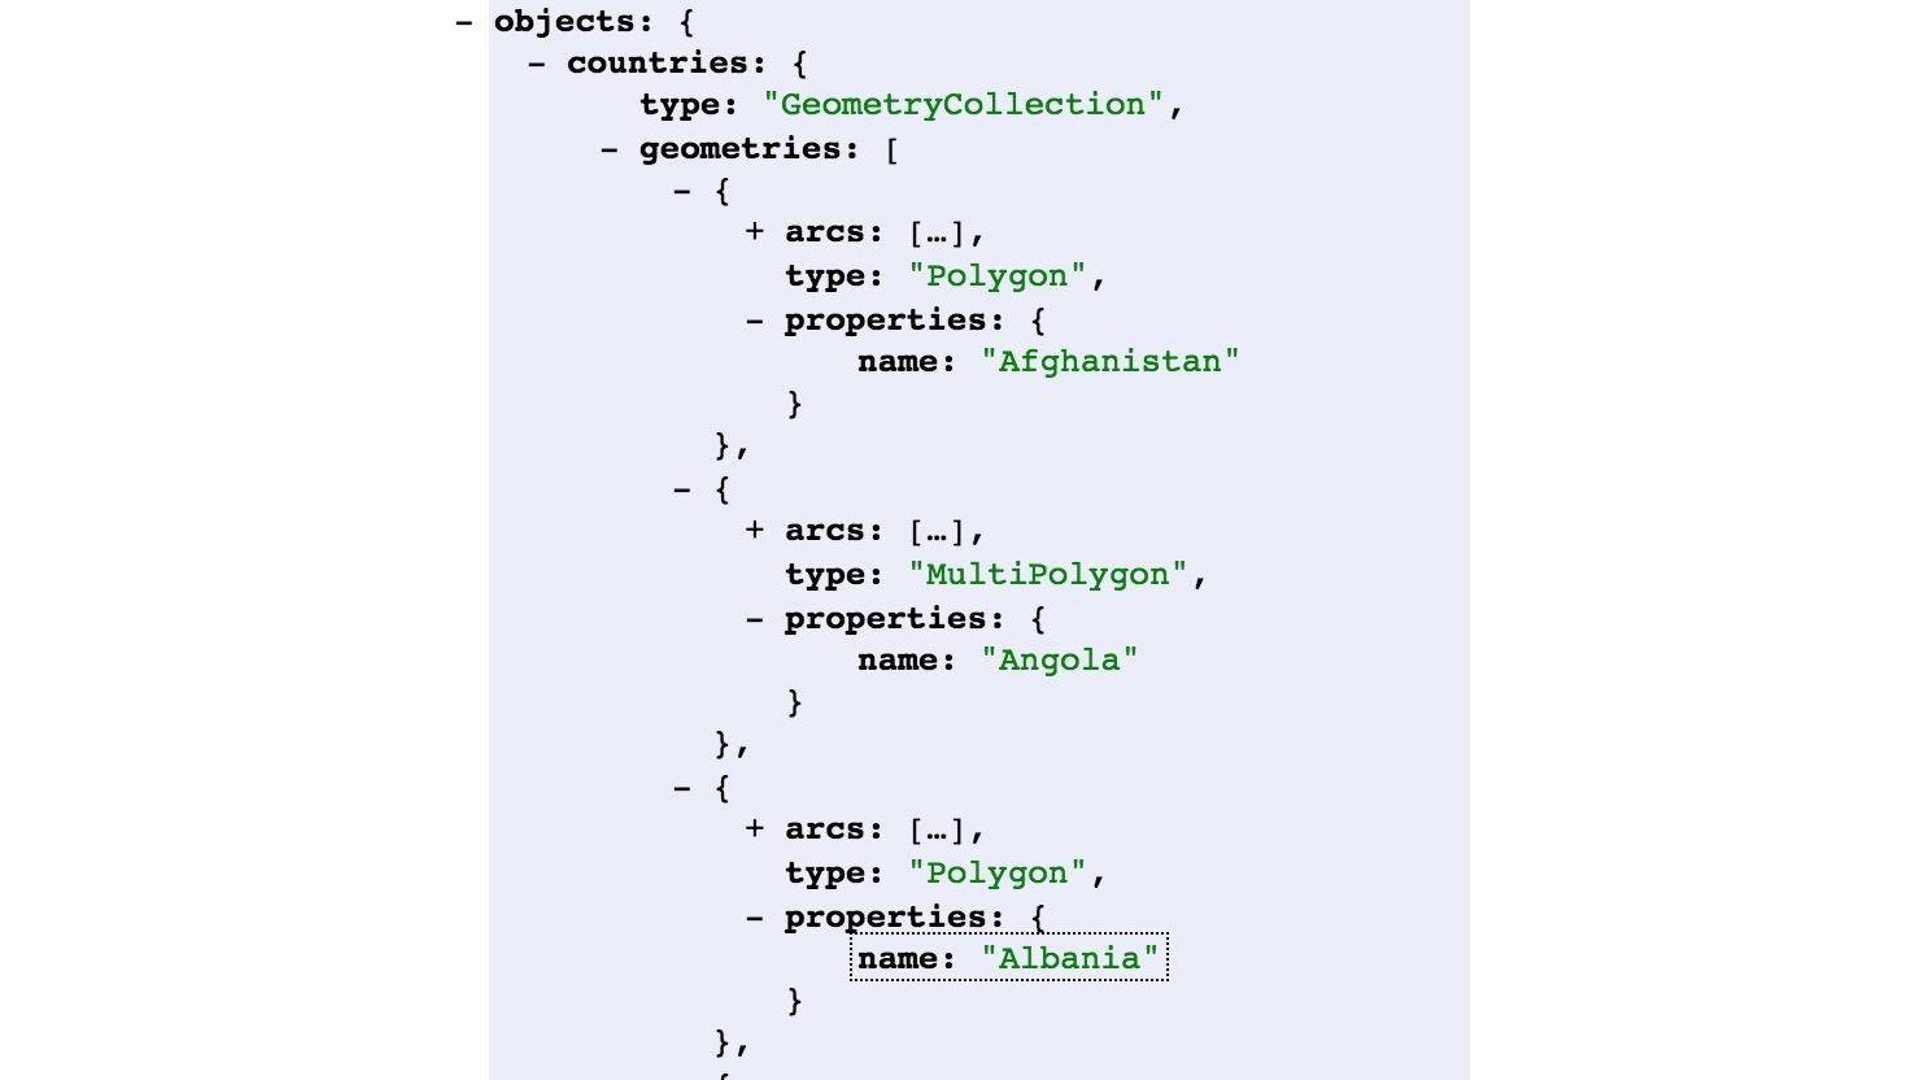 - objects: {
- countries: {
type: "GeometryCollection",
- geometries: [
- {
+ arcs: […],
type: "Polygon",
- properties: {
name: "Afghanistan"
}
},
- {
+ arcs: […],
type: "MultiPolygon",
- properties: {
name: "Angola"
}
},
- {
+ arcs: […],
type: "Polygon",
- properties: {
name: "Albania"
}
},